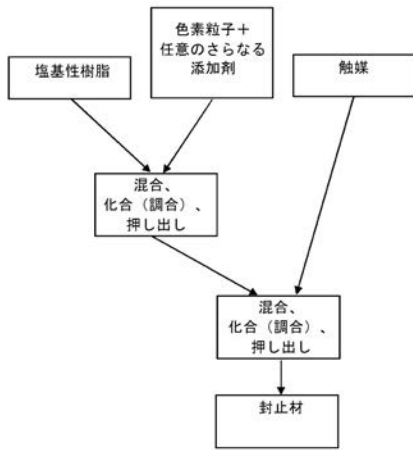 色素粒子＋
任意のさらなる
添加剤
塩基性樹脂
触媒
混合、
化合（調合）、
押し出し
混合、
化合（調合）、
押し出し
封止材